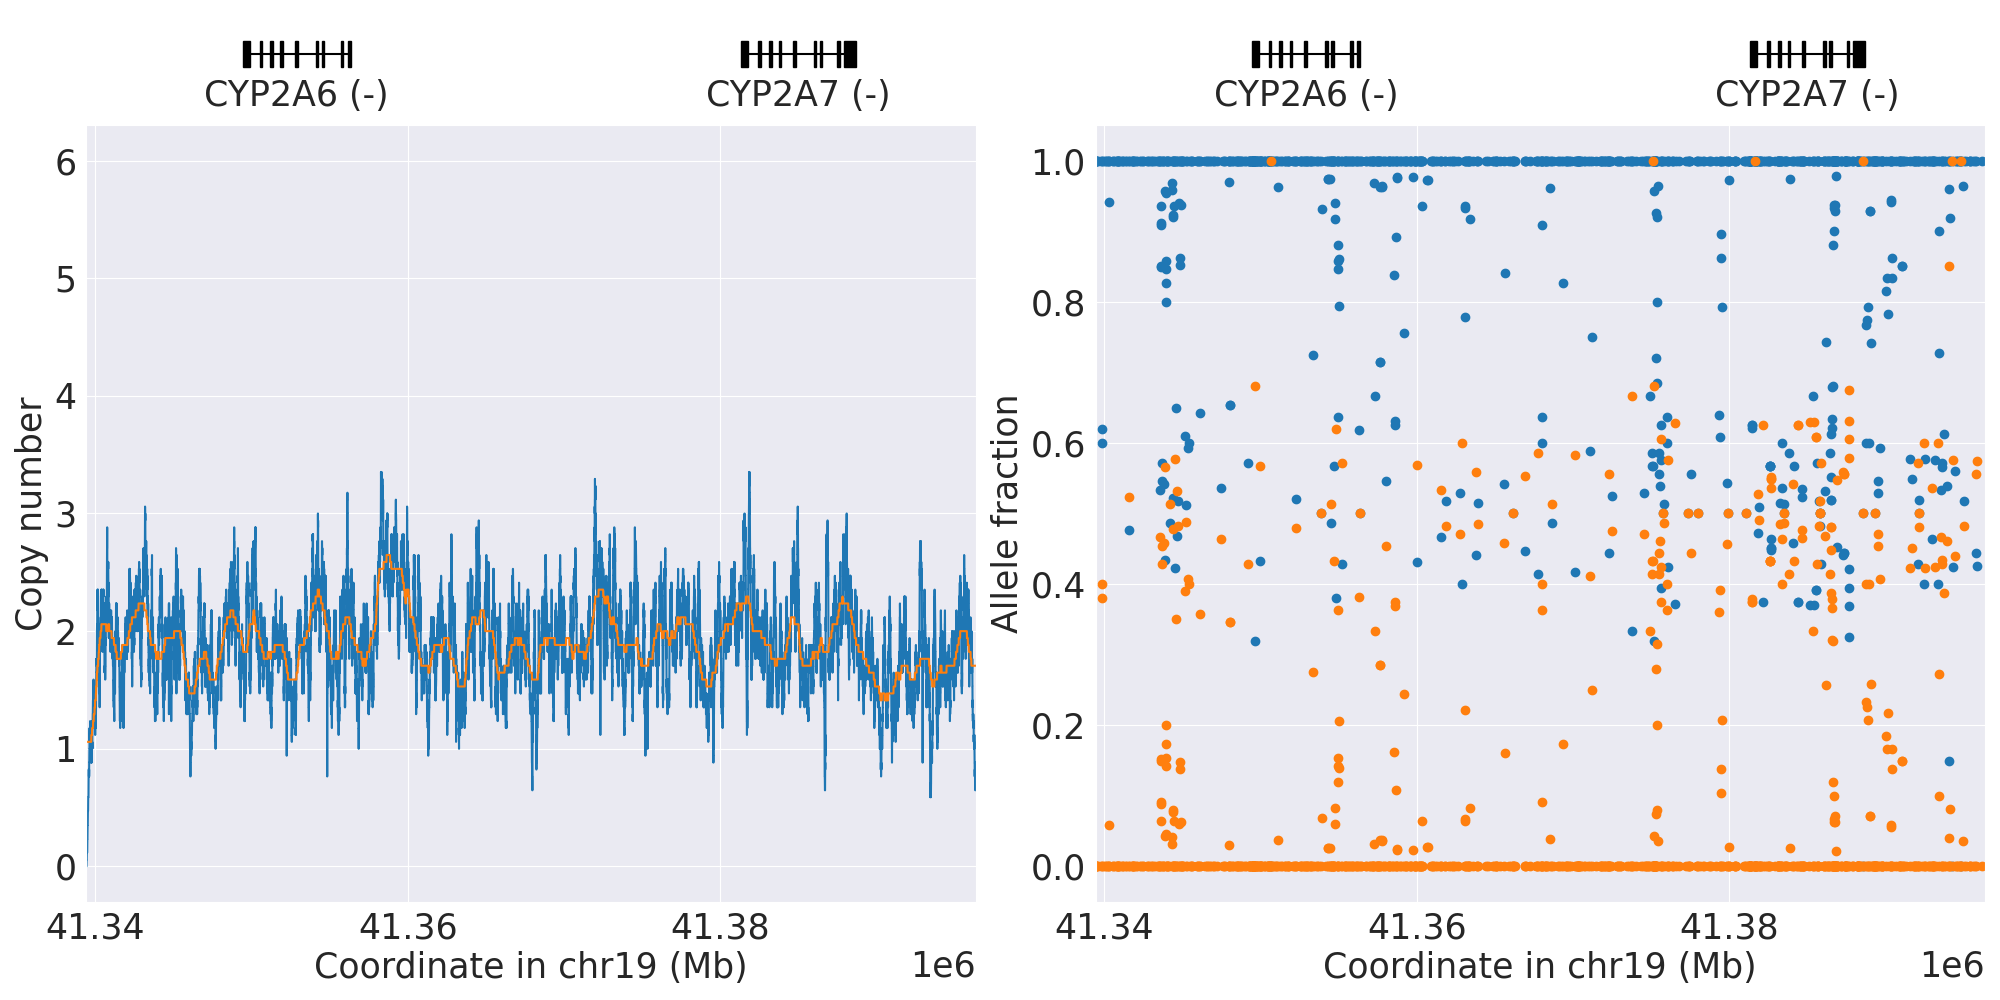 CYP2A6 (-)
CYP2A7 (-)
CYP2A6 (-)
CYP2A7 (-)
Copy number
6
5
4
3
2
1
0
41.34
41.36
41.38
Coordinate in chr19 (Mb)
1e6
Allele fraction
1.0
0.8
0.6
0.4
0.2
0.0
41.34
41.36
41.38
Coordinate in chr19 (Mb)
1e6